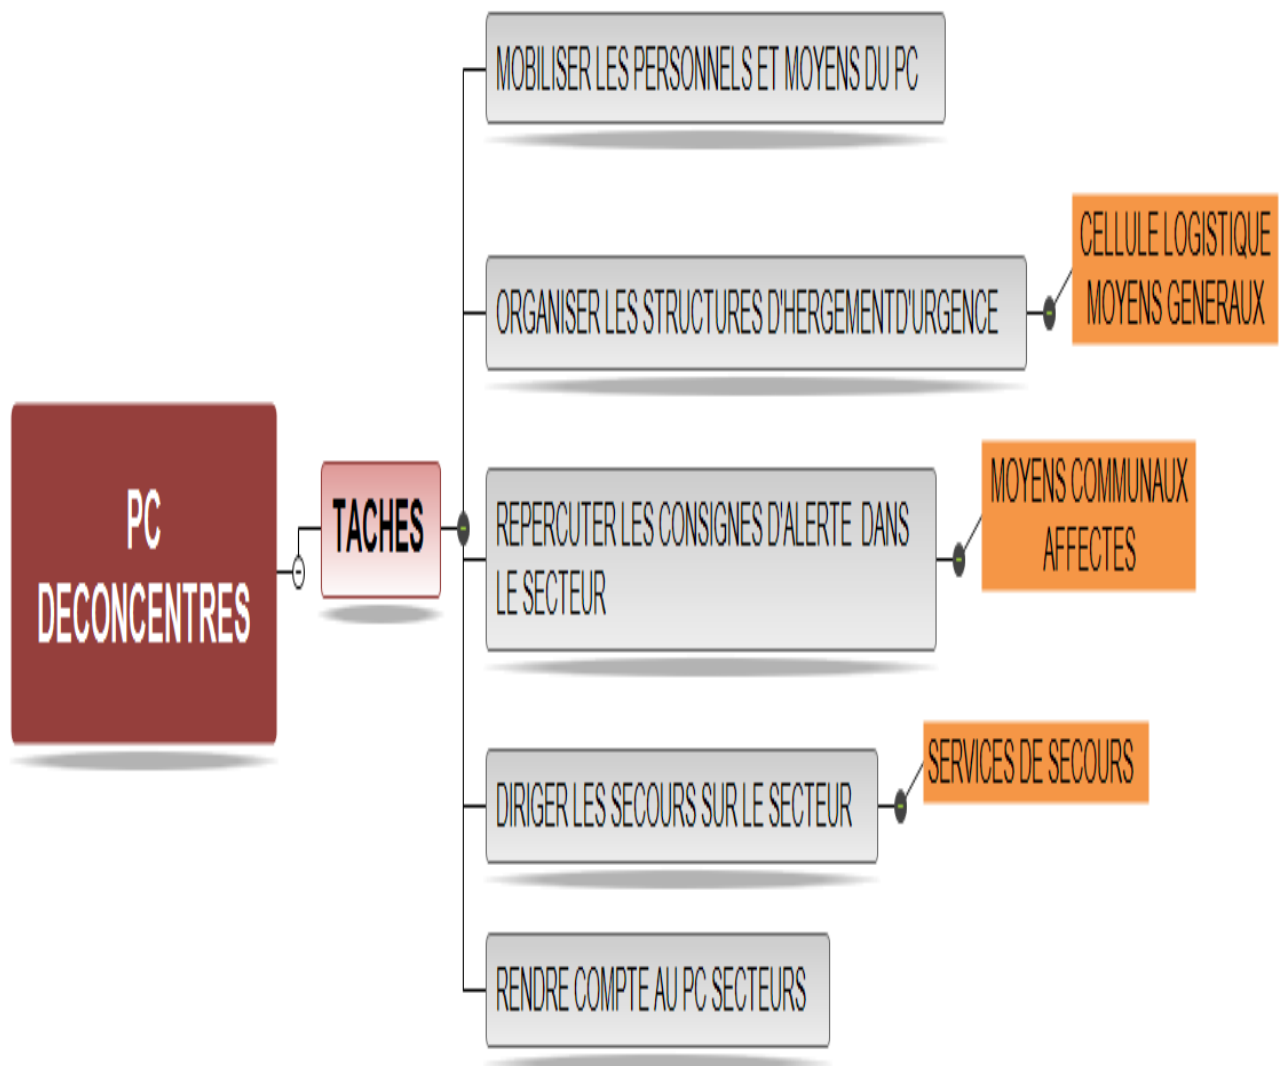 PC
DECONCENTRES
TACHES
MOBILISER LES PERSONNELS ET MOYENS DU PC
ORGANISER LES STRUCTURES D'HERGEMENTD'URGENCE
CELLULE LOGISTIQUE
MOYENS GENERAUX
REPERCUTER LES CONSIGNES D'ALERTE DANS
LE SECTEUR
MOYENS COMMUNAUX
AFFECTES
DIRIGER LES SECOURS SUR LE SECTEUR
SERVICES DE SECOURS
RENDRE COMPTE AU PC SECTEURS